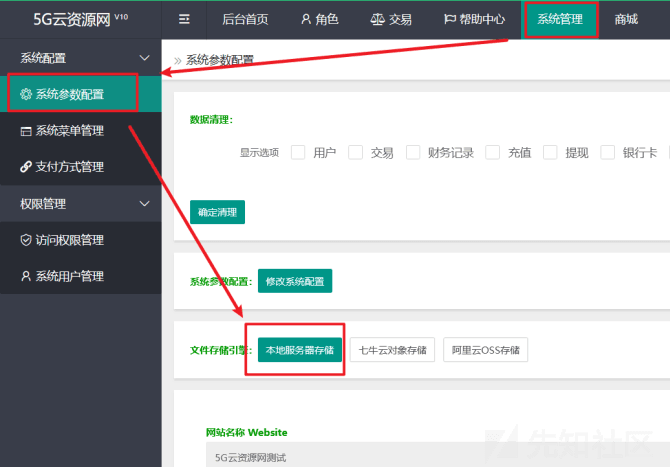 5G云资源网 V10
后台首页
角色
交易
帮助中心
系统管理
商城
系统配置
系统参数配置
系统菜单管理
支付方式管理
权限管理
访问权限管理
系统用户管理
» 系统参数配置
数据清理：
显示选项 用户 交易 财务记录 充值 提现 银行卡
确定清理
系统参数配置： 修改系统配置
文件存储引擎： 本地服务器存储 七牛云对象存储 阿里云OSS存储
网站名称 Website
5G云资源网测试
先知社区